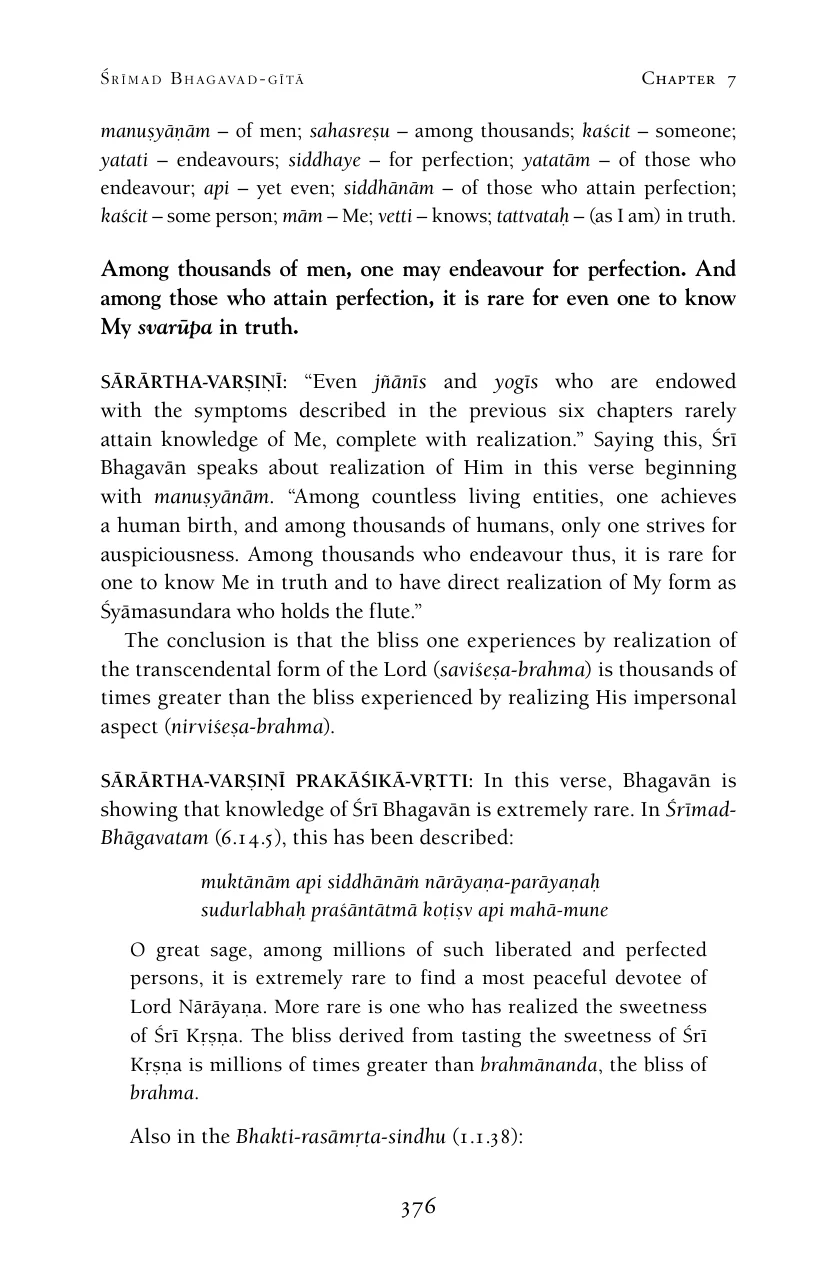 Śrīmad Bhagavad-gītā Chapter 7
manuṣyāṇām – of men; sahasreṣu – among thousands; kaścit – someone;
yatati – endeavours; siddhaye – for perfection; yatatām – of those who
endeavour; api – yet even; siddhānām – of those who attain perfection;
kaścit – some person; mām – Me; vetti – knows; tattvataḥ – (as I am) in truth.
Among thousands of men, one may endeavour for perfection. And
among those who attain perfection, it is rare for even one to know
My svarūpa in truth.
SĀRĀRTHA-VARṢIṆĪ: “Even jñānīs and yogīs who are endowed
with the symptoms described in the previous six chapters rarely
attain knowledge of Me, complete with realization.” Saying this, Śrī
Bhagavān speaks about realization of Him in this verse beginning
with manuṣyānām. “Among countless living entities, one achieves
a human birth, and among thousands of humans, only one strives for
auspiciousness. Among thousands who endeavour thus, it is rare for
one to know Me in truth and to have direct realization of My form as
Śyāmasundara who holds the flute.”
The conclusion is that the bliss one experiences by realization of
the transcendental form of the Lord (saviśeṣa-brahma) is thousands of
times greater than the bliss experienced by realizing His impersonal
aspect (nirviśeṣa-brahma).
SĀRĀRTHA-VARṢIṆĪ PRAKĀŚIKĀ-VṚTTI: In this verse, Bhagavān is
showing that knowledge of Śrī Bhagavān is extremely rare. In Śrīmad-
Bhāgavatam (6.14.5), this has been described:
muktānām api siddhānāṁ nārāyaṇa-parāyaṇaḥ
sudurlabhaḥ praśāntātmā koṭiṣv api mahā-mune
O great sage, among millions of such liberated and perfected
persons, it is extremely rare to find a most peaceful devotee of
Lord Nārāyaṇa. More rare is one who has realized the sweetness
of Śrī Kṛṣṇa. The bliss derived from tasting the sweetness of Śrī
Kṛṣṇa is millions of times greater than brahmānanda, the bliss of
brahma.
Also in the Bhakti-rasāmṛta-sindhu (1.1.38):
376